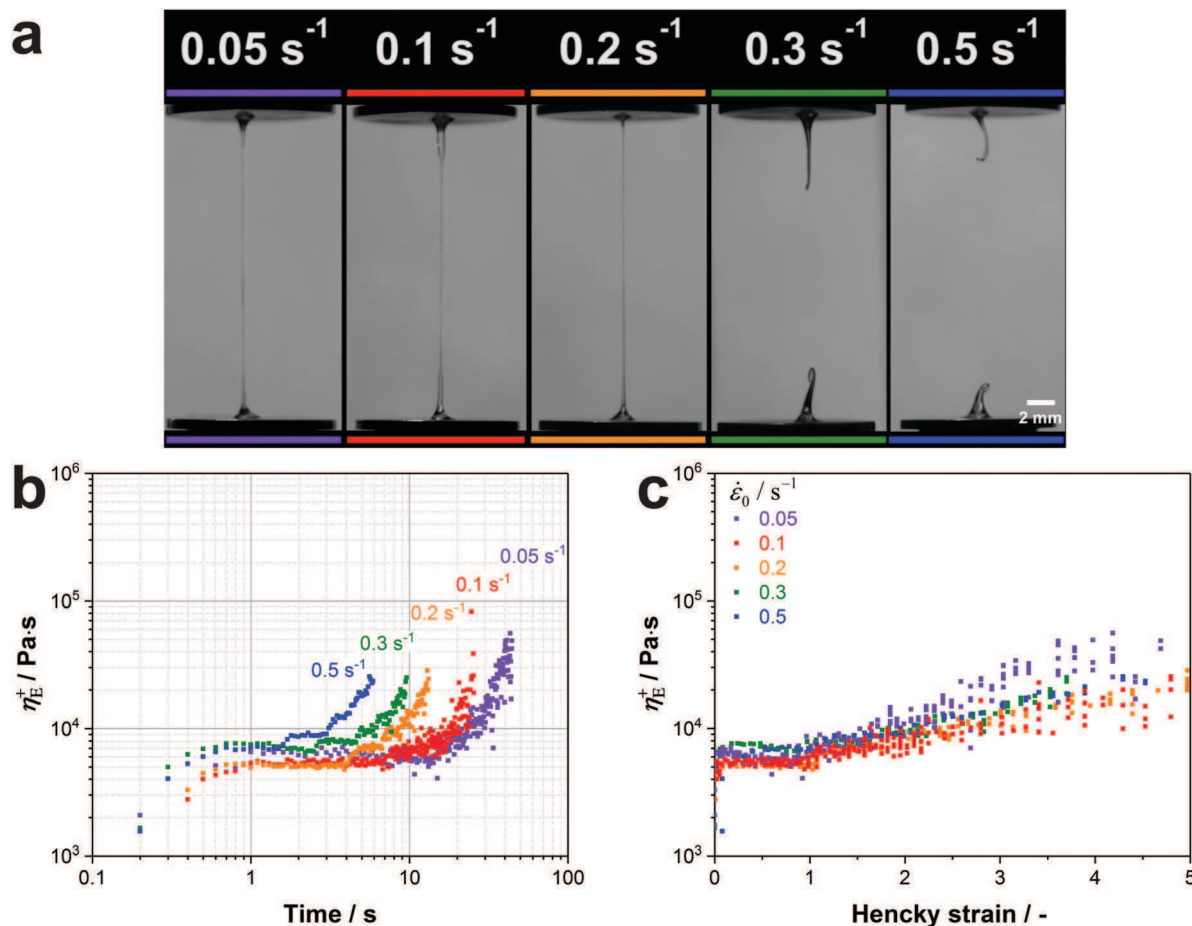 a
0.05 s⁻¹ 0.1 s⁻¹ 0.2 s⁻¹ 0.3 s⁻¹ 0.5 s⁻¹
2 mm
b
10⁶
10⁵
10⁴
10³
η⁺E / Pa·s
0.05 s⁻¹
0.1 s⁻¹
0.2 s⁻¹
0.3 s⁻¹
0.5 s⁻¹
0.1 1 10 100
Time / s
c
10⁶
10⁵
10⁴
10³
η⁺E / Pa·s
ε̇₀ / s⁻¹
0.05
0.1
0.2
0.3
0.5
0 1 2 3 4 5
Hencky strain / -